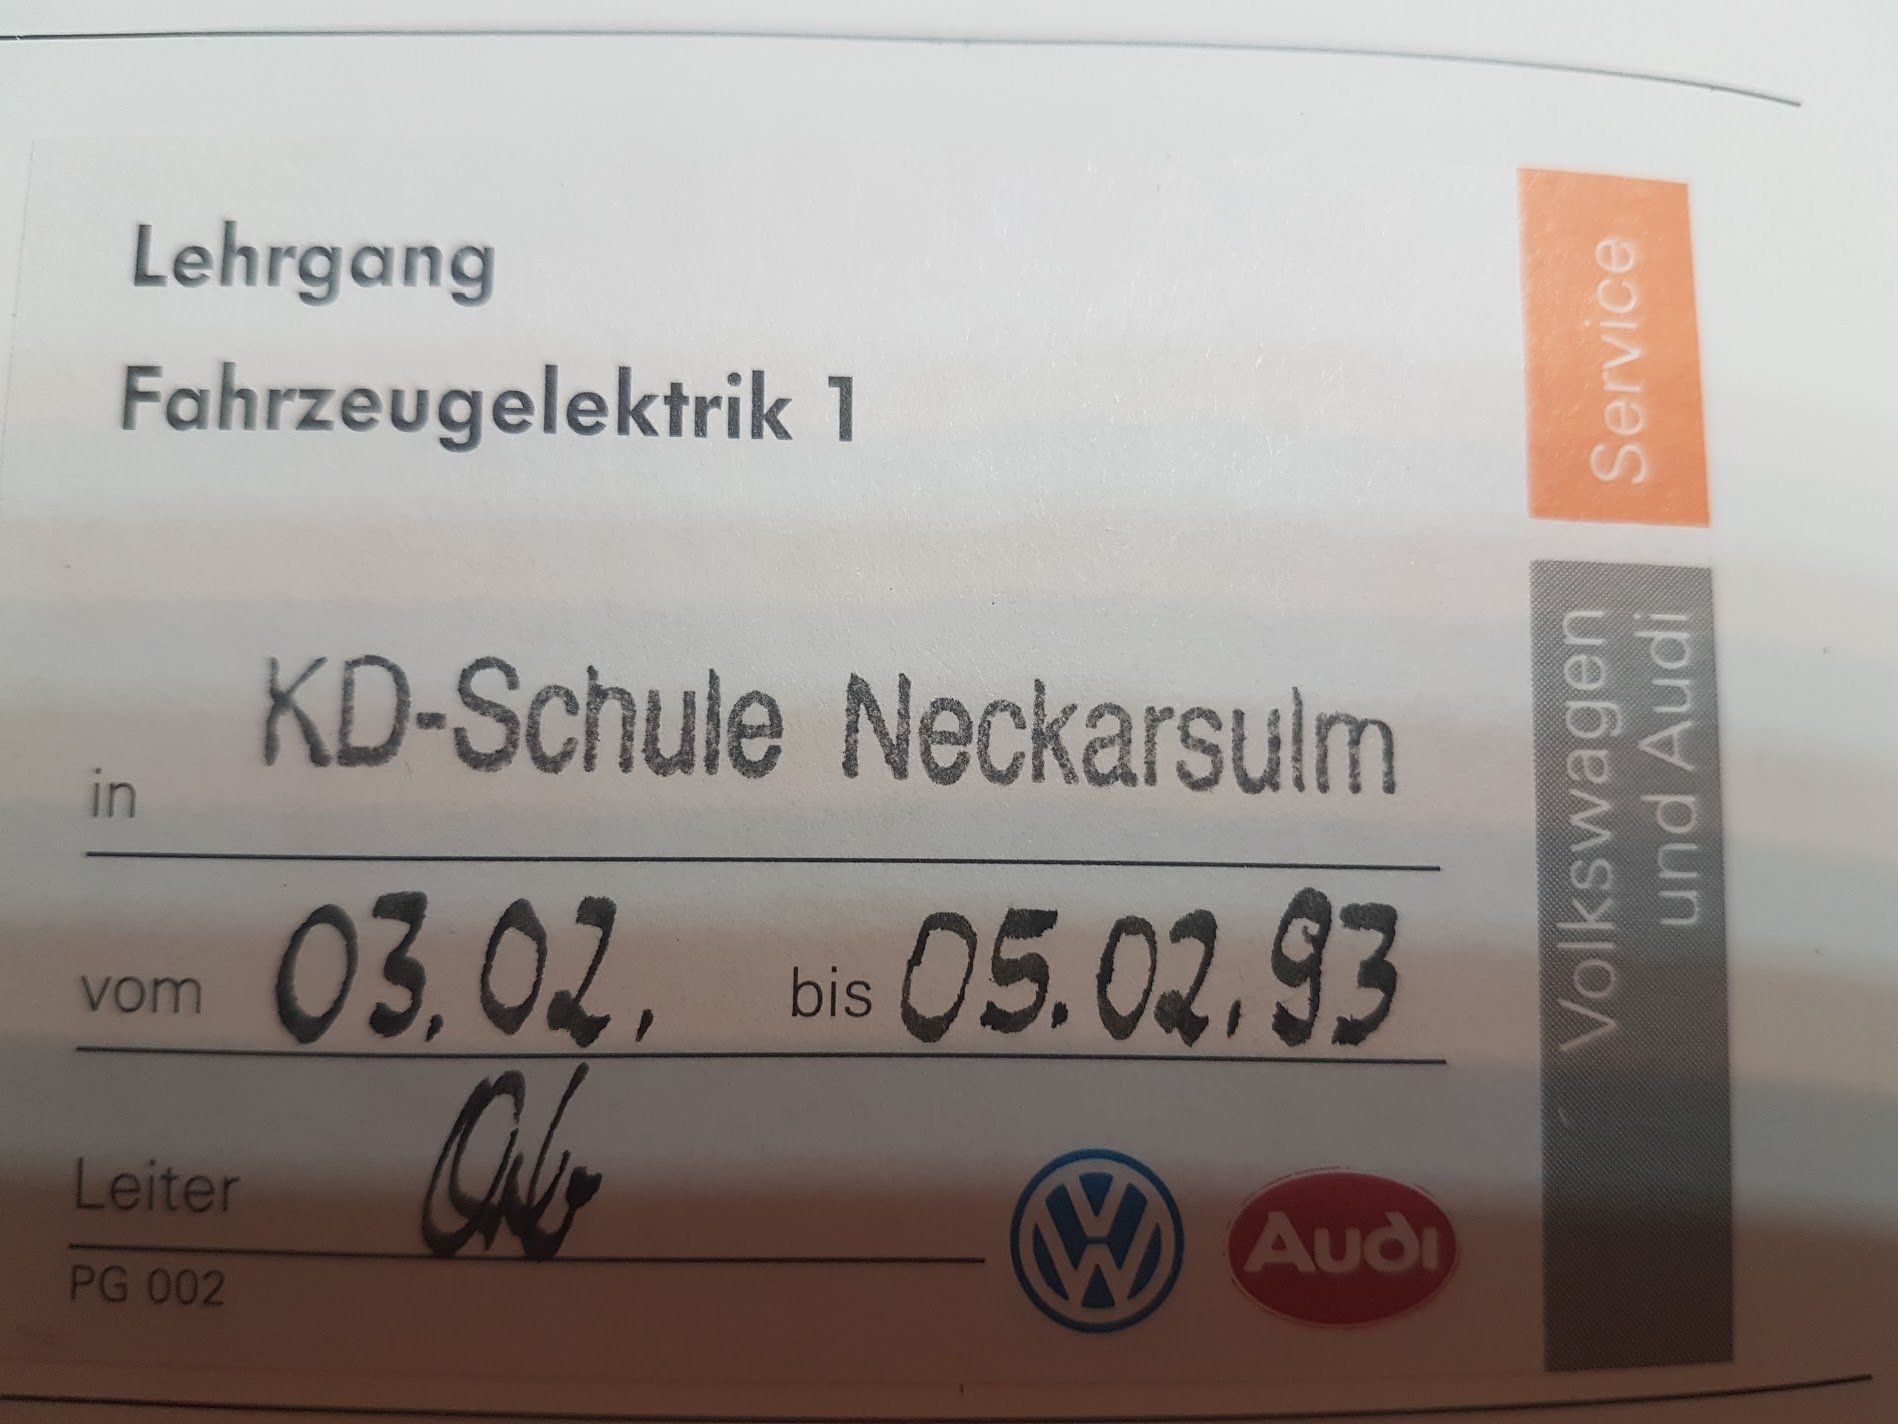 Lehrgang
Fahrzeugelektrik 1
in KD-Schule Neckarsulm
vom 03.02. bis 05.02.93
Leiter
PG 002
Audi
Service
Volkswagen
und Audi